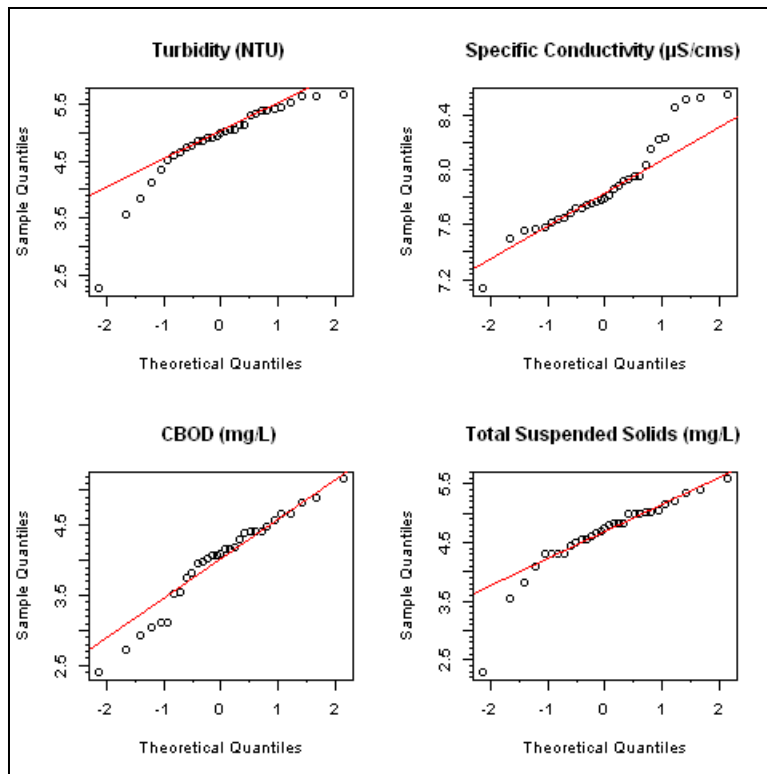 Turbidity (NTU)
Sample Quantiles
5.5
4.5
3.5
2.5
-2 -1 0 1 2
Theoretical Quantiles
Specific Conductivity (µS/cms)
Sample Quantiles
8.4
8.0
7.6
7.2
-2 -1 0 1 2
Theoretical Quantiles
CBOD (mg/L)
Sample Quantiles
4.5
3.5
2.5
-2 -1 0 1 2
Theoretical Quantiles
Total Suspended Solids (mg/L)
Sample Quantiles
5.5
4.5
3.5
2.5
-2 -1 0 1 2
Theoretical Quantiles